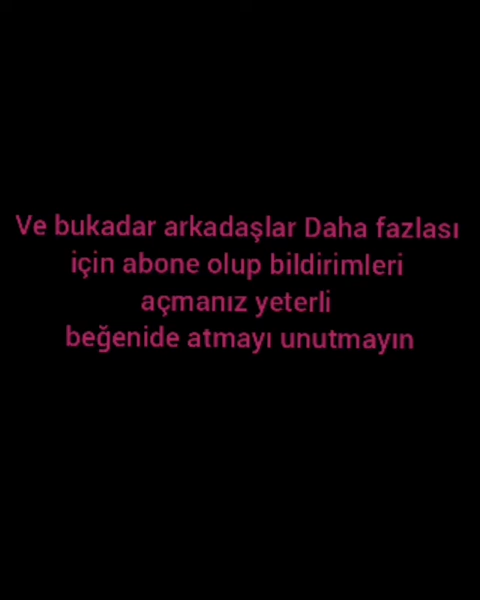 Ve bukadar arkadaşlar Daha fazlası
için abone olup bildirimleri
açmanız yeterli
beğenide atmayı unutmayın